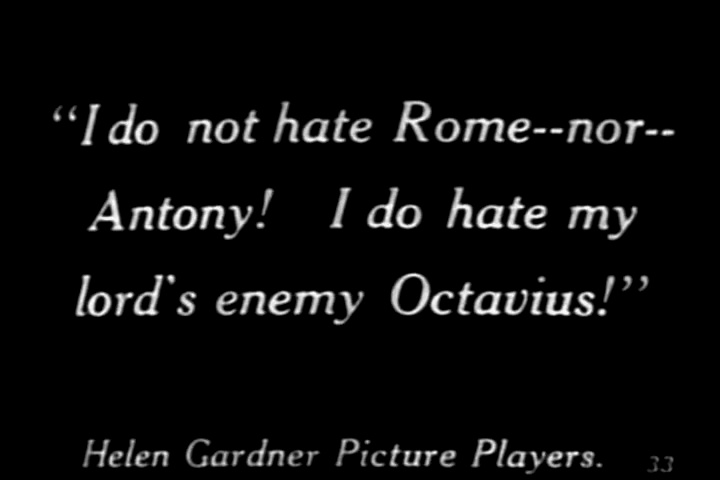 “I do not hate Rome--nor--
Antony! I do hate my
lord's enemy Octavius!”
Helen Gardner Picture Players. 33